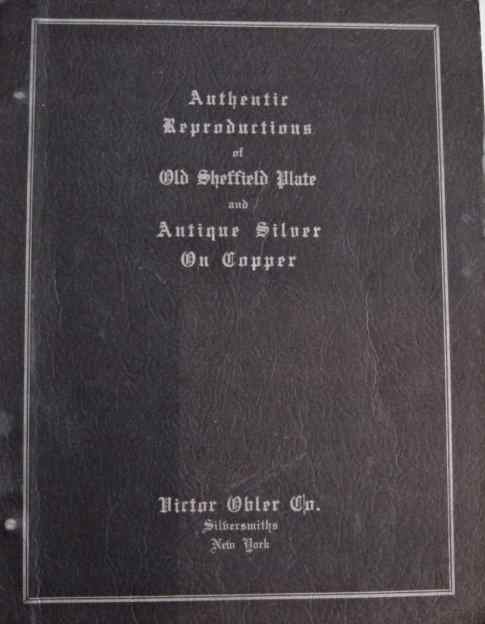 Authentic
Reproductions
of
Old Sheffield Plate
and
Antique Silver
On Copper
Victor Obler Co.
Silversmiths
New York